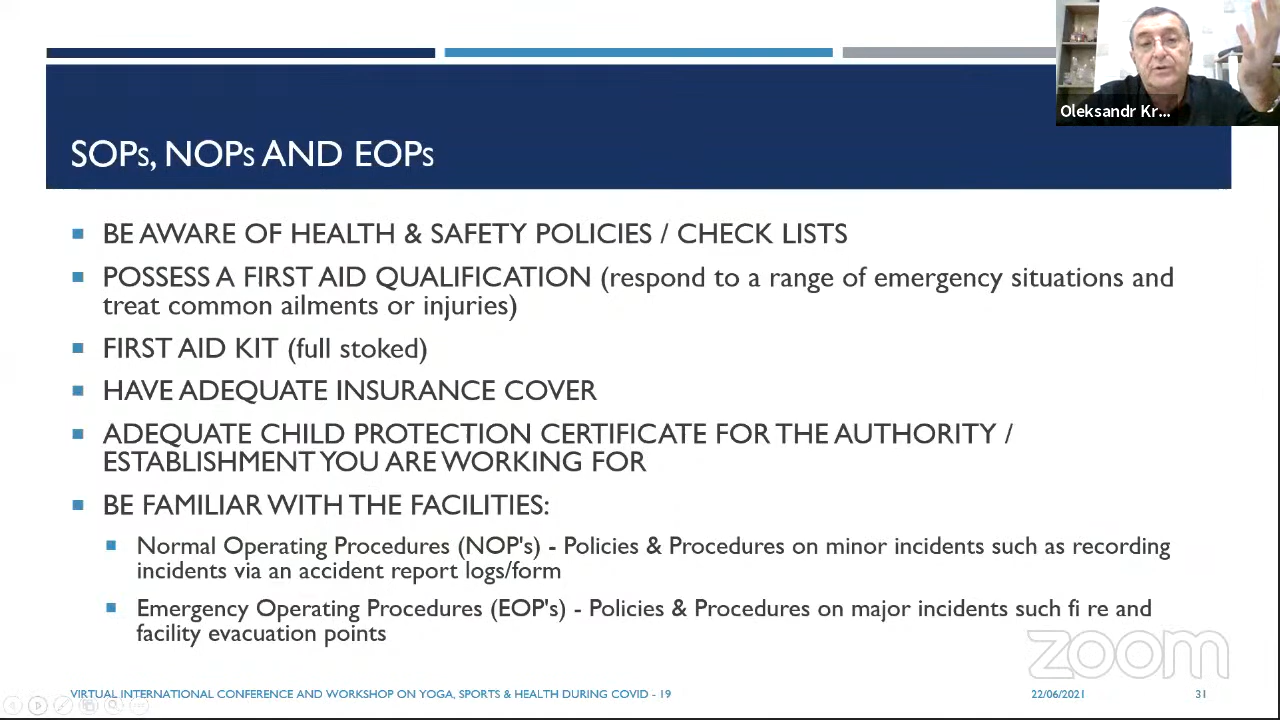 Oleksandr Kr...
SOPs, NOPs AND EOPs
BE AWARE OF HEALTH & SAFETY POLICIES / CHECK LISTS
POSSESS A FIRST AID QUALIFICATION (respond to a range of emergency situations and
treat common ailments or injuries)
FIRST AID KIT (full stoked)
HAVE ADEQUATE INSURANCE COVER
ADEQUATE CHILD PROTECTION CERTIFICATE FOR THE AUTHORITY /
ESTABLISHMENT YOU ARE WORKING FOR
BE FAMILIAR WITH THE FACILITIES:
Normal Operating Procedures (NOP's) - Policies & Procedures on minor incidents such as recording
incidents via an accident report logs/form
Emergency Operating Procedures (EOP's) - Policies & Procedures on major incidents such fi re and
facility evacuation points
zoom
VIRTUAL INTERNATIONAL CONFERENCE AND WORKSHOP ON YOGA, SPORTS & HEALTH DURING COVID - 19
22/06/2021
31